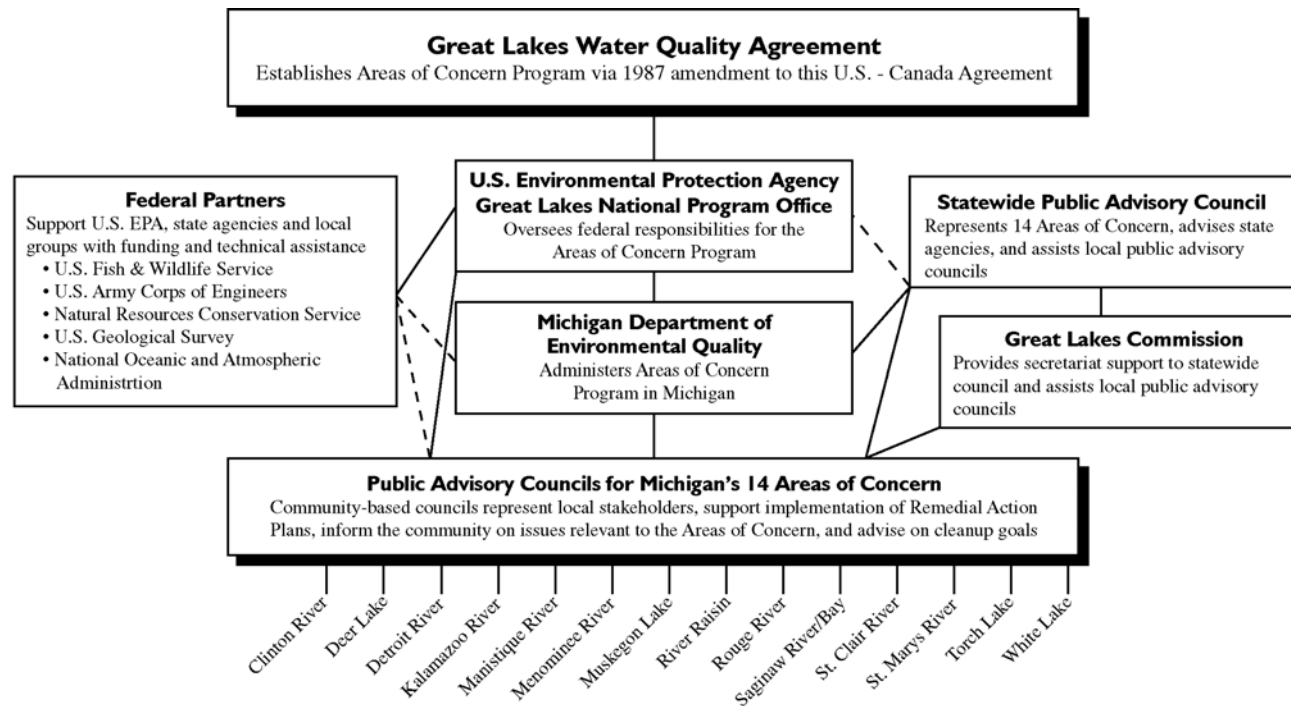 Great Lakes Water Quality Agreement
Establishes Areas of Concern Program via 1987 amendment to this U.S. - Canada Agreement
Federal Partners
Support U.S. EPA, state agencies and local
groups with funding and technical assistance
• U.S. Fish & Wildlife Service
• U.S. Army Corps of Engineers
• Natural Resources Conservation Service
• U.S. Geological Survey
• National Oceanic and Atmospheric
Administrtion
U.S. Environmental Protection Agency
Great Lakes National Program Office
Oversees federal responsibilities for the
Areas of Concern Program
Michigan Department of
Environmental Quality
Administers Areas of Concern
Program in Michigan
Statewide Public Advisory Council
Represents 14 Areas of Concern, advises state
agencies, and assists local public advisory
councils
Great Lakes Commission
Provides secretariat support to statewide
council and assists local public advisory
councils
Public Advisory Councils for Michigan's 14 Areas of Concern
Community-based councils represent local stakeholders, support implementation of Remedial Action
Plans, inform the community on issues relevant to the Areas of Concern, and advise on cleanup goals
Clinton River
Deer Lake
Detroit River
Kalamazoo River
Manistique River
Menominee River
Muskegon Lake
River Raisin
Rouge River
Saginaw River/Bay
St. Clair River
St. Marys River
Torch Lake
White Lake